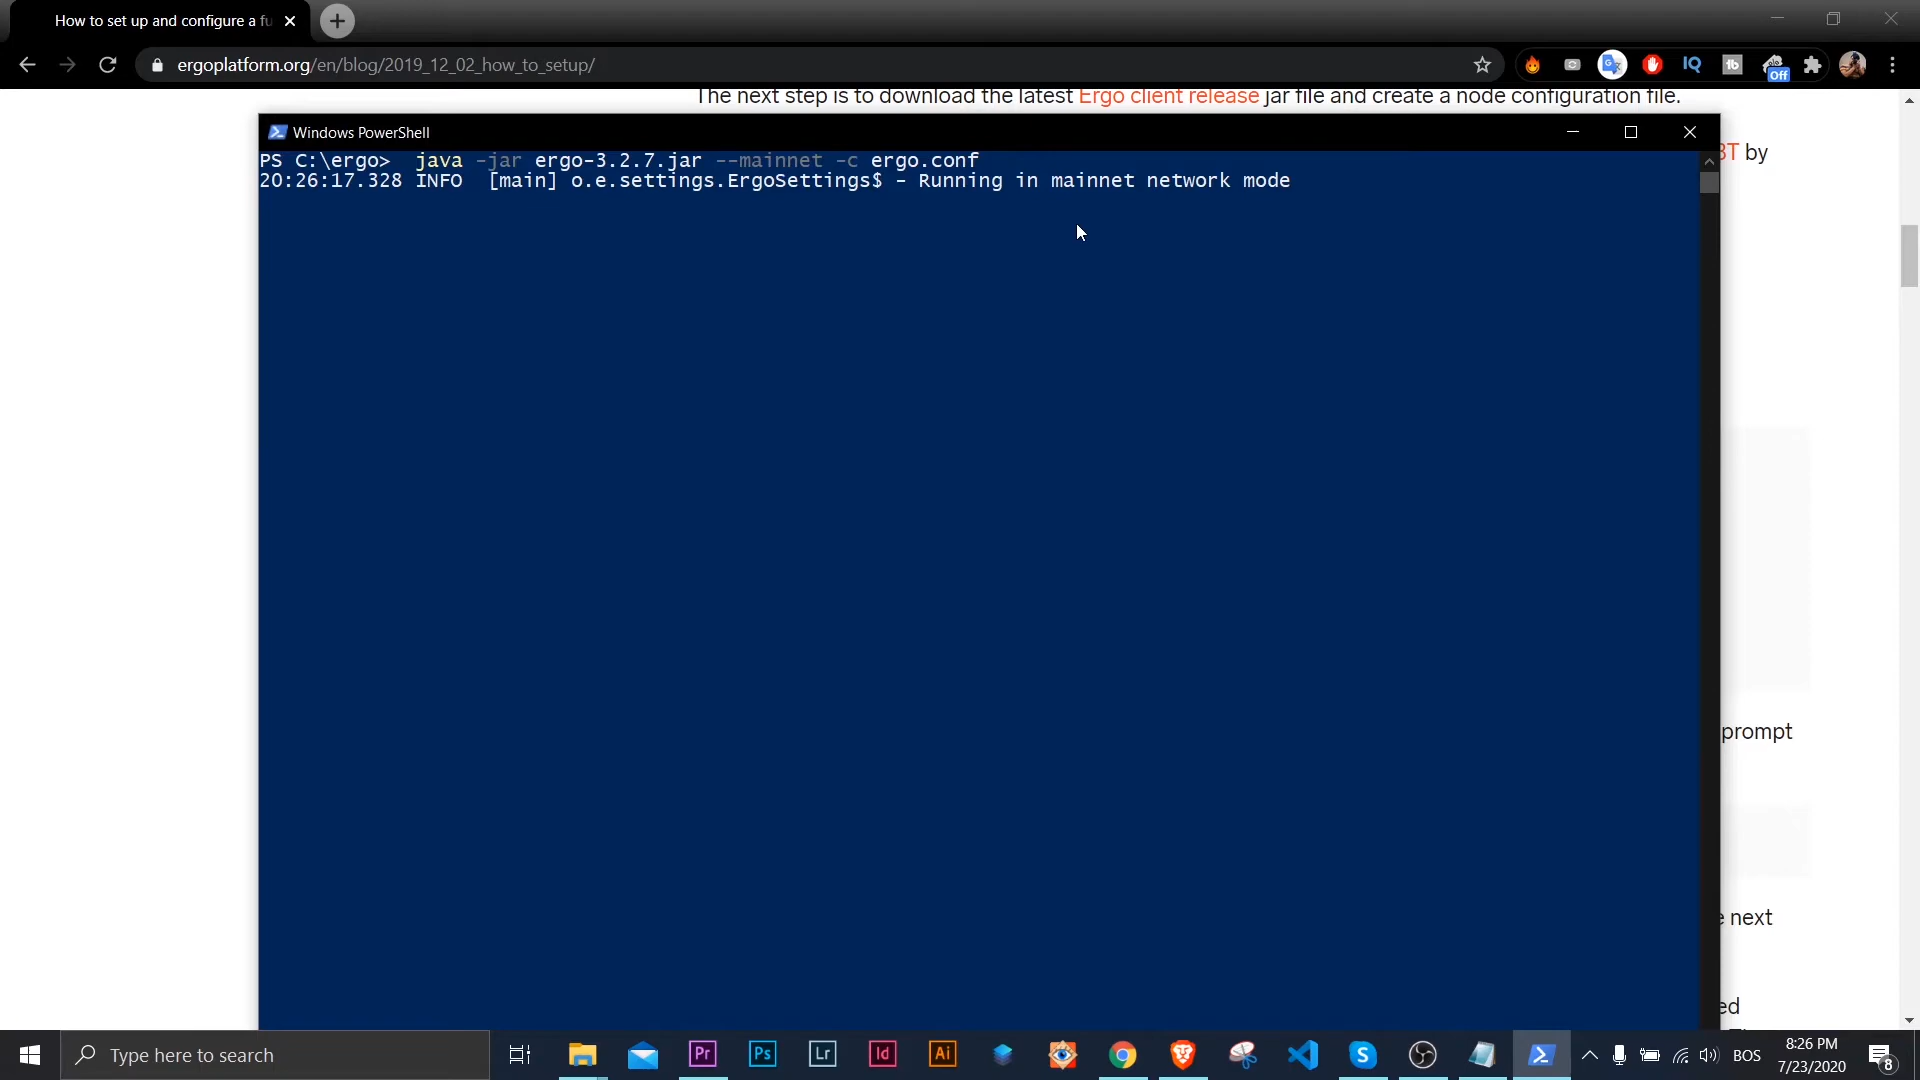 How to set up and configure a fu
ergoplatform.org/en/blog/2019_12_02_how_to_setup/
IQ
tb
Off
The next step is to download the latest Ergo client release jar file and create a node configuration file.
Windows PowerShell
BT by
PS C:\ergo>  java -jar ergo-3.2.7.jar --mainnet -c ergo.conf
20:26:17.328 INFO  [main] o.e.settings.ErgoSettings$ - Running in mainnet network mode
prompt
e next
ed
Type here to search
Pr
Ps
Lr
Id
Ai
S
BOS
8:26 PM
7/23/2020
8